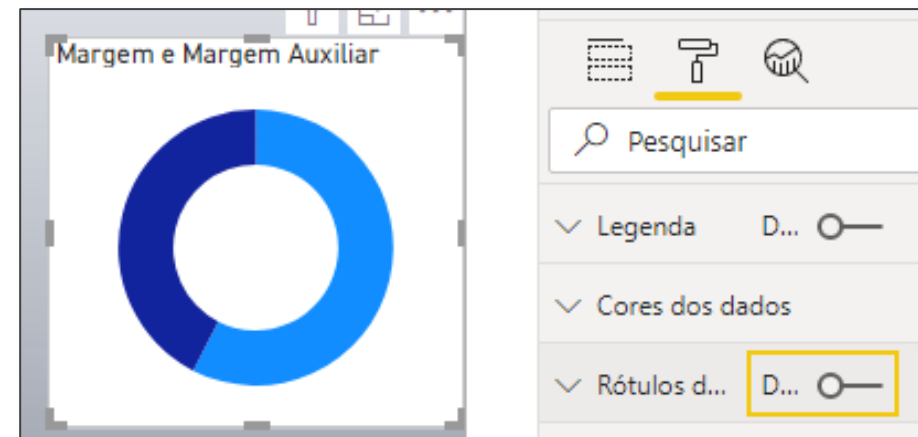 Margem e Margem Auxiliar
Pesquisar
Legenda D...
Cores dos dados
Rótulos d... D...